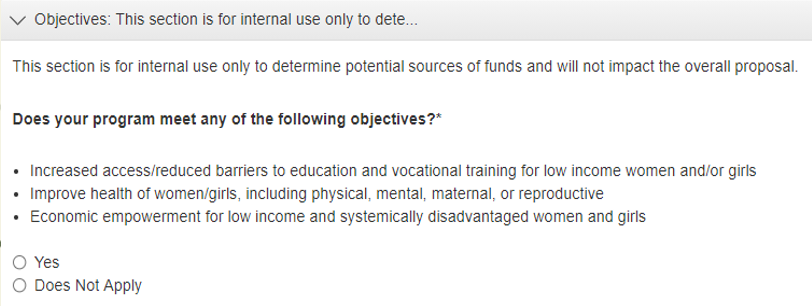 Objectives: This section is for internal use only to dete...
This section is for internal use only to determine potential sources of funds and will not impact the overall proposal.
Does your program meet any of the following objectives?*
• Increased access/reduced barriers to education and vocational training for low income women and/or girls
• Improve health of women/girls, including physical, mental, maternal, or reproductive
• Economic empowerment for low income and systemically disadvantaged women and girls
Yes
Does Not Apply